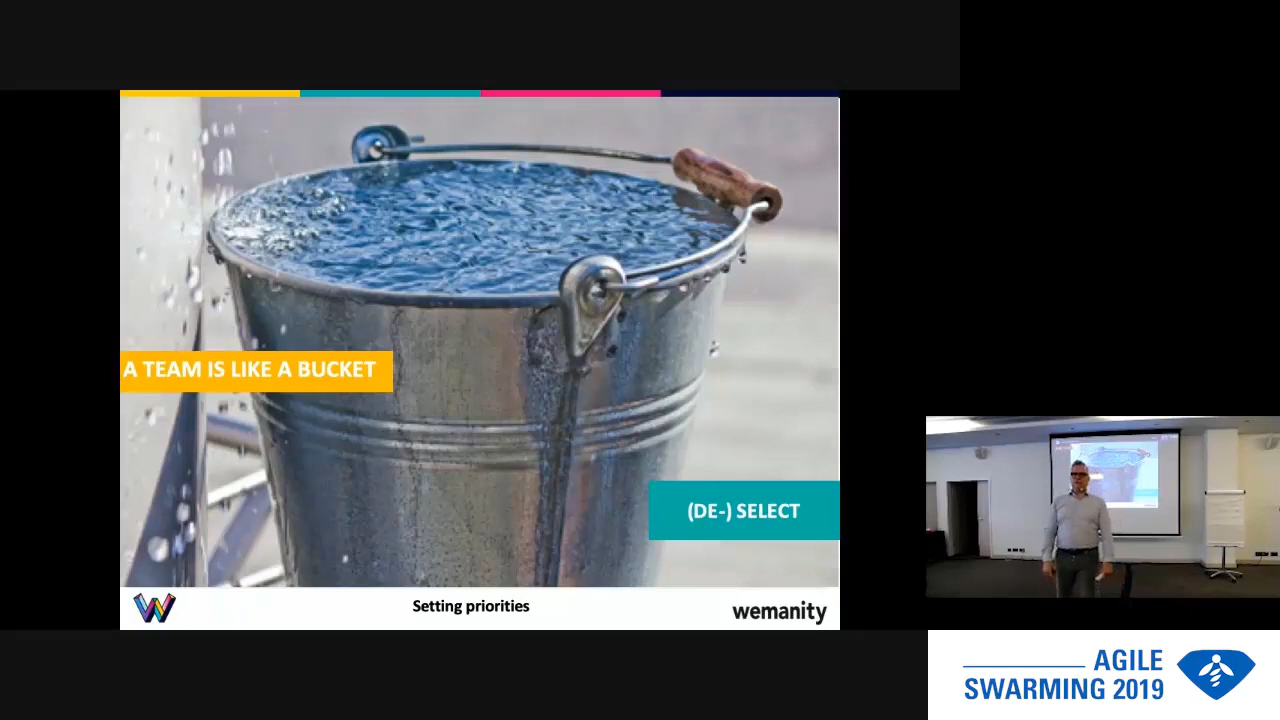 A TEAM IS LIKE A BUCKET
(DE-) SELECT
Setting priorities
wemanity
AGILE
SWARMING 2019